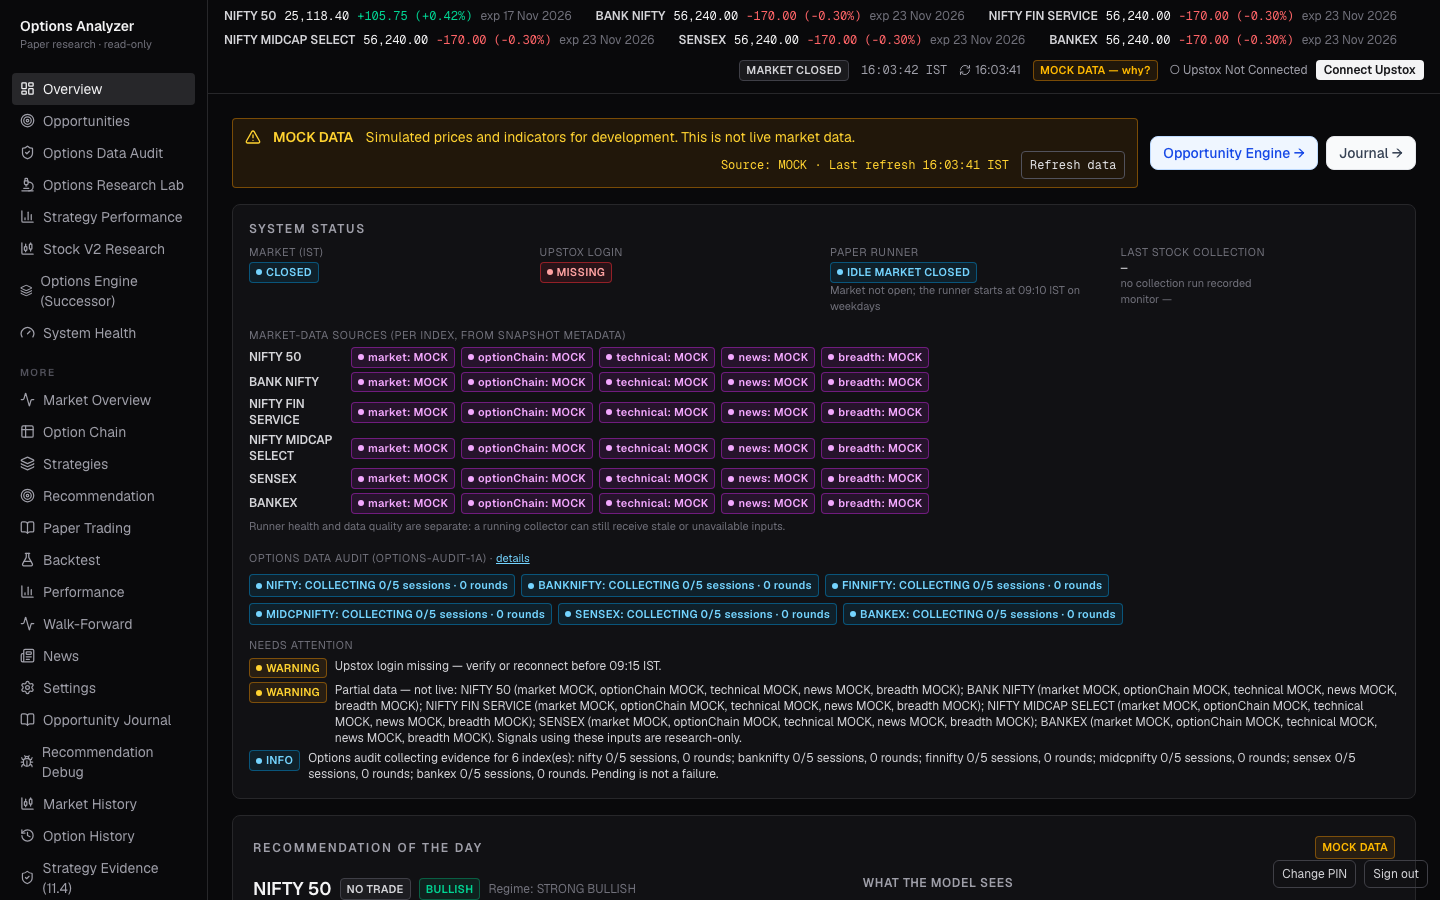 Options Analyzer
Paper research · read-only
Overview
Opportunities
Options Data Audit
Options Research Lab
Strategy Performance
Stock V2 Research
Options Engine
(Successor)
System Health
MORE
Market Overview
Option Chain
Strategies
Recommendation
Paper Trading
Backtest
Performance
Walk-Forward
News
Settings
Opportunity Journal
Recommendation
Debug
Market History
Option History
Strategy Evidence
(11.4)
NIFTY 50 25,118.40 +105.75 (+0.42%) exp 17 Nov 2026 BANK NIFTY 56,240.00 -170.00 (-0.30%) exp 23 Nov 2026 NIFTY FIN SERVICE 56,240.00 -170.00 (-0.30%) exp 23 Nov 2026
NIFTY MIDCAP SELECT 56,240.00 -170.00 (-0.30%) exp 23 Nov 2026 SENSEX 56,240.00 -170.00 (-0.30%) exp 23 Nov 2026 BANKEX 56,240.00 -170.00 (-0.30%) exp 23 Nov 2026
MARKET CLOSED 16:03:42 IST 16:03:41 MOCK DATA — why? Upstox Not Connected Connect Upstox
MOCK DATA Simulated prices and indicators for development. This is not live market data.
Source: MOCK · Last refresh 16:03:41 IST Refresh data
Opportunity Engine → Journal →
SYSTEM STATUS
MARKET (IST) UPSTOX LOGIN PAPER RUNNER LAST STOCK COLLECTION
CLOSED MISSING IDLE MARKET CLOSED –
Market not open; the runner starts at 09:10 IST on
weekdays
no collection run recorded
monitor —
MARKET-DATA SOURCES (PER INDEX, FROM SNAPSHOT METADATA)
NIFTY 50 market: MOCK optionChain: MOCK technical: MOCK news: MOCK breadth: MOCK
BANK NIFTY market: MOCK optionChain: MOCK technical: MOCK news: MOCK breadth: MOCK
NIFTY FIN
SERVICE market: MOCK optionChain: MOCK technical: MOCK news: MOCK breadth: MOCK
NIFTY MIDCAP
SELECT market: MOCK optionChain: MOCK technical: MOCK news: MOCK breadth: MOCK
SENSEX market: MOCK optionChain: MOCK technical: MOCK news: MOCK breadth: MOCK
BANKEX market: MOCK optionChain: MOCK technical: MOCK news: MOCK breadth: MOCK
Runner health and data quality are separate: a running collector can still receive stale or unavailable inputs.
OPTIONS DATA AUDIT (OPTIONS-AUDIT-1A) · details
NIFTY: COLLECTING 0/5 sessions · 0 rounds BANKNIFTY: COLLECTING 0/5 sessions · 0 rounds FINNIFTY: COLLECTING 0/5 sessions · 0 rounds
MIDCPNIFTY: COLLECTING 0/5 sessions · 0 rounds SENSEX: COLLECTING 0/5 sessions · 0 rounds BANKEX: COLLECTING 0/5 sessions · 0 rounds
NEEDS ATTENTION
WARNING Upstox login missing — verify or reconnect before 09:15 IST.
WARNING Partial data — not live: NIFTY 50 (market MOCK, optionChain MOCK, technical MOCK, news MOCK, breadth MOCK); BANK NIFTY (market MOCK, optionChain MOCK, technical MOCK, news MOCK,
breadth MOCK); NIFTY FIN SERVICE (market MOCK, optionChain MOCK, technical MOCK, news MOCK, breadth MOCK); NIFTY MIDCAP SELECT (market MOCK, optionChain MOCK, technical
MOCK, news MOCK, breadth MOCK); SENSEX (market MOCK, optionChain MOCK, technical MOCK, news MOCK, breadth MOCK); BANKEX (market MOCK, optionChain MOCK, technical MOCK,
news MOCK, breadth MOCK). Signals using these inputs are research-only.
INFO Options audit collecting evidence for 6 index(es): nifty 0/5 sessions, 0 rounds; banknifty 0/5 sessions, 0 rounds; finnifty 0/5 sessions, 0 rounds; midcpnifty 0/5 sessions, 0 rounds; sensex 0/5
sessions, 0 rounds; bankex 0/5 sessions, 0 rounds. Pending is not a failure.
RECOMMENDATION OF THE DAY MOCK DATA
NIFTY 50 NO TRADE BULLISH Regime: STRONG BULLISH WHAT THE MODEL SEES
Change PIN Sign out